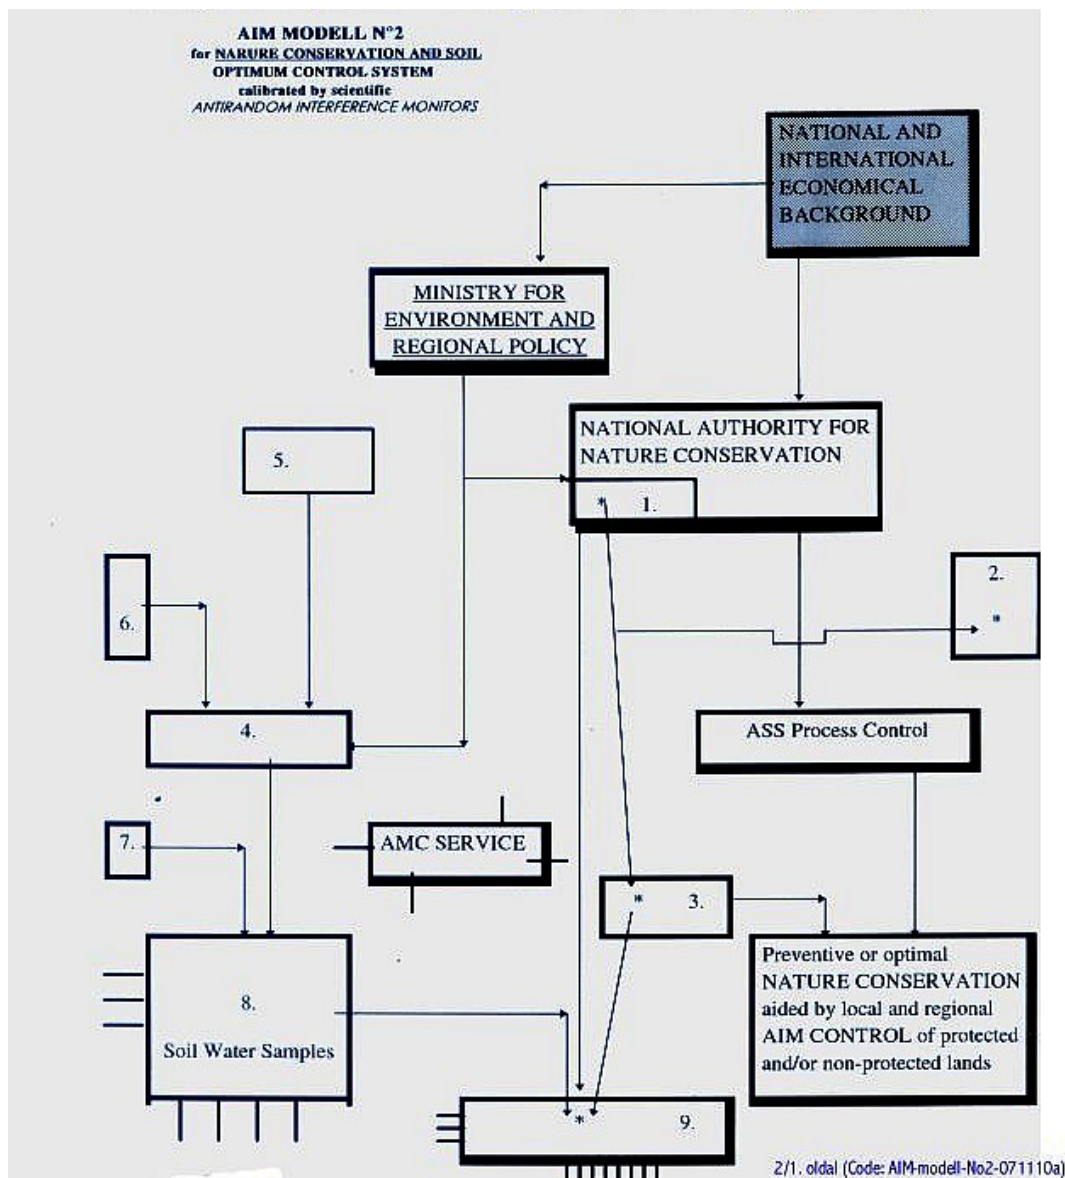 AIM MODELL N°2
for NARURE CONSERVATION AND SOIL
OPTIMUM CONTROL SYSTEM
calibrated by scientific
ANTIRANDOM INTERFERENCE MONITORS
NATIONAL AND
INTERNATIONAL
ECONOMICAL
BACKGROUND
MINISTRY FOR
ENVIRONMENT AND
REGIONAL POLICY
NATIONAL AUTHORITY FOR
NATURE CONSERVATION
* 1.
5.
2.
*
6.
4.
ASS Process Control
7.
AMC SERVICE
* 3.
Preventive or optimal
NATURE CONSERVATION
aided by local and regional
AIM CONTROL of protected
and/or non-protected lands
8.
Soil Water Samples
* 9.
2/1. oldal (Code: AIM-modell-No2-071110a)